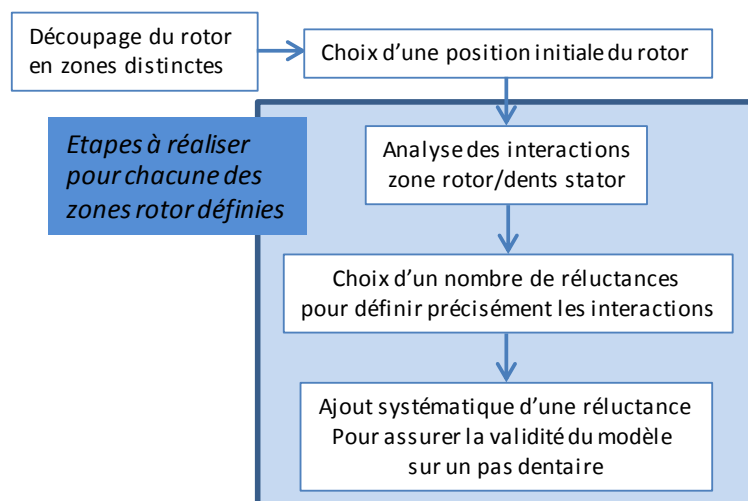 Découpage du rotor
en zones distinctes
Choix d'une position initiale du rotor
Etapes à réaliser
pour chacune des
zones rotor définies
Analyse des interactions
zone rotor/dents stator
Choix d'un nombre de réluctances
pour définir précisément les interactions
Ajout systématique d'une réluctance
Pour assurer la validité du modèle
sur un pas dentaire